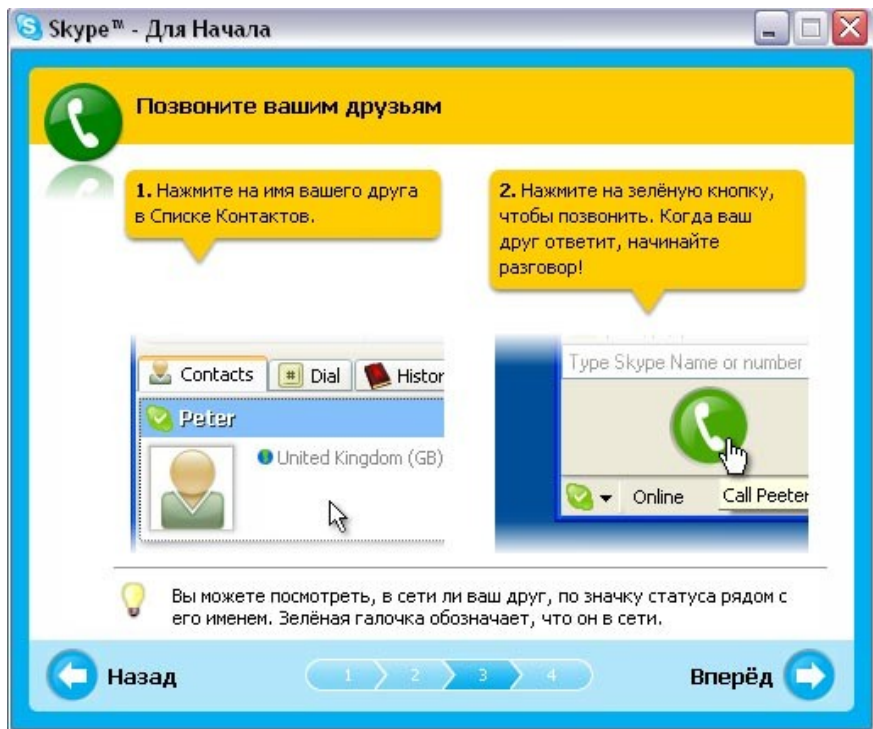 Skype™ - Для Начала
Позвоните вашим друзьям
1. Нажмите на имя вашего друга
в Списке Контактов.
2. Нажмите на зелёную кнопку,
чтобы позвонить. Когда ваш
друг ответит, начинайте
разговор!
Contacts
Dial
Histor
Peter
United Kingdom (GB)
Type Skype Name or number
Online
Call Peeter
Вы можете посмотреть, в сети ли ваш друг, по значку статуса рядом с
его именем. Зелёная галочка обозначает, что он в сети.
Назад
1 2 3 4
Вперёд